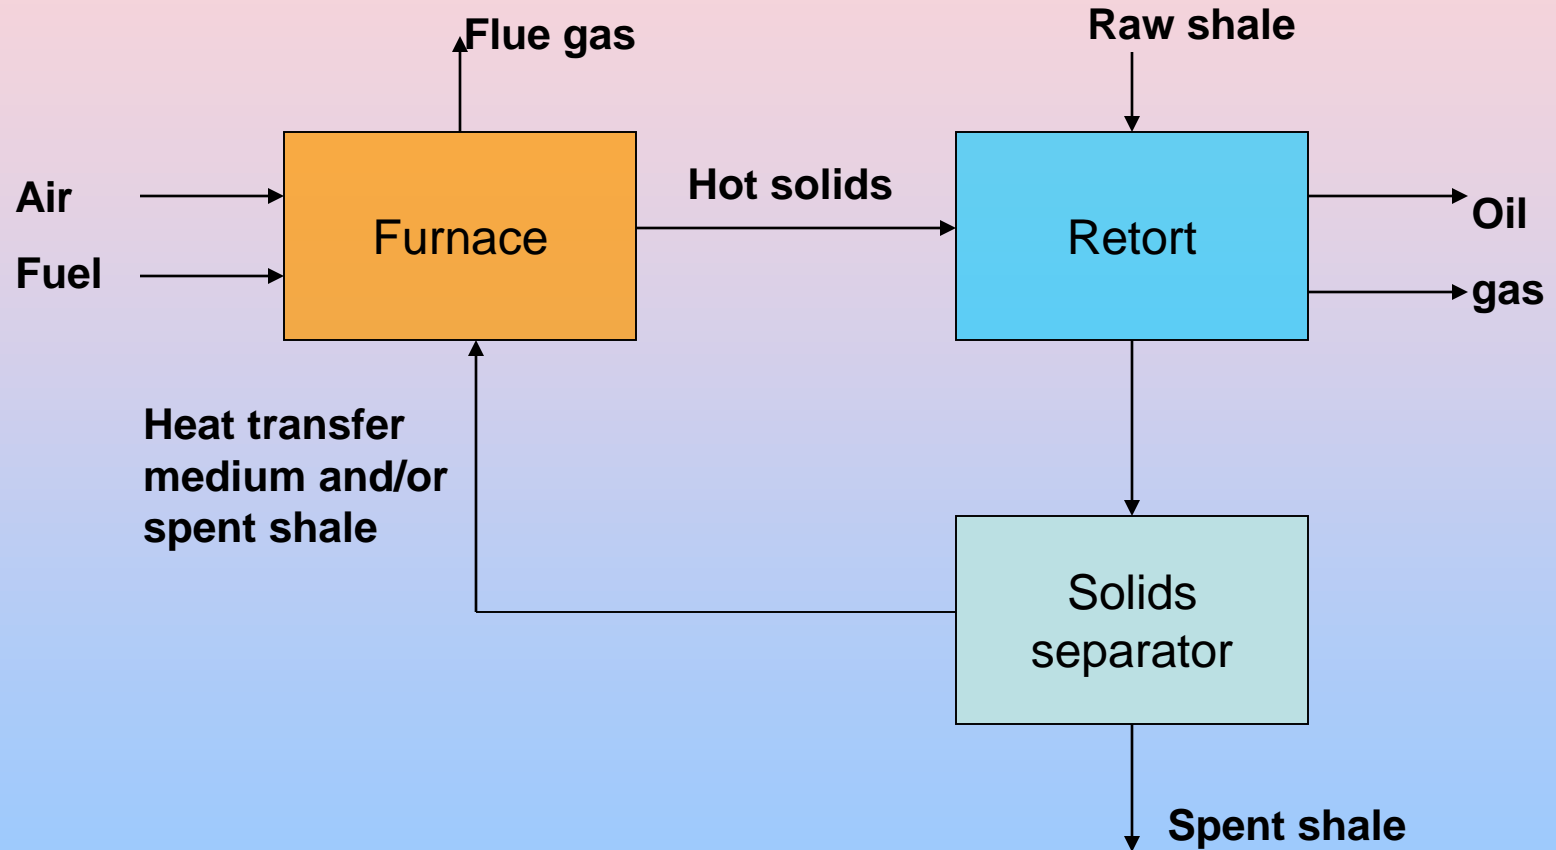 Flue gas
Raw shale
Air
Fuel
Furnace
Hot solids
Retort
Oil
gas
Heat transfer
medium and/or
spent shale
Solids
separator
Spent shale